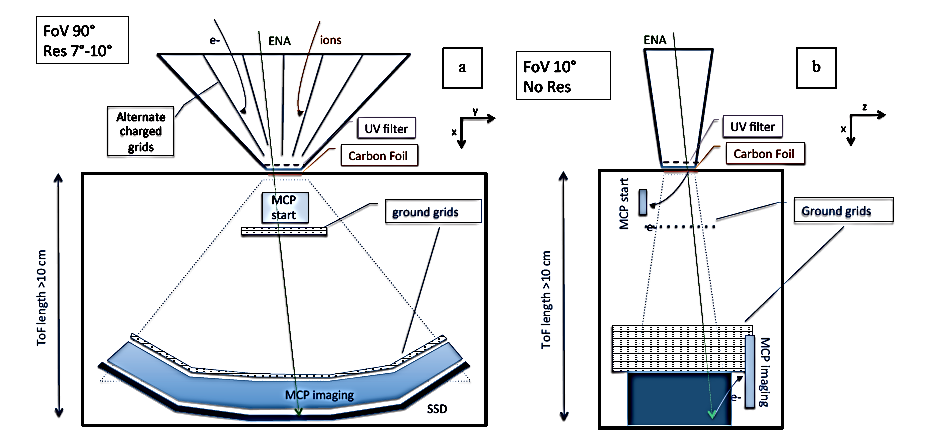 FoV 90°
Res 7°-10°
e-
ENA
ions
a
Alternate
charged
grids
UV filter
Carbon Foil
Y
x
MCP
start
ground grids
ToF length >10 cm
MCP imaging
SSD
FoV 10°
No Res
ENA
b
z
x
UV filter
Carbon Foil
MCP start
e-
Ground grids
ToF length >10 cm
MCP imaging
e-